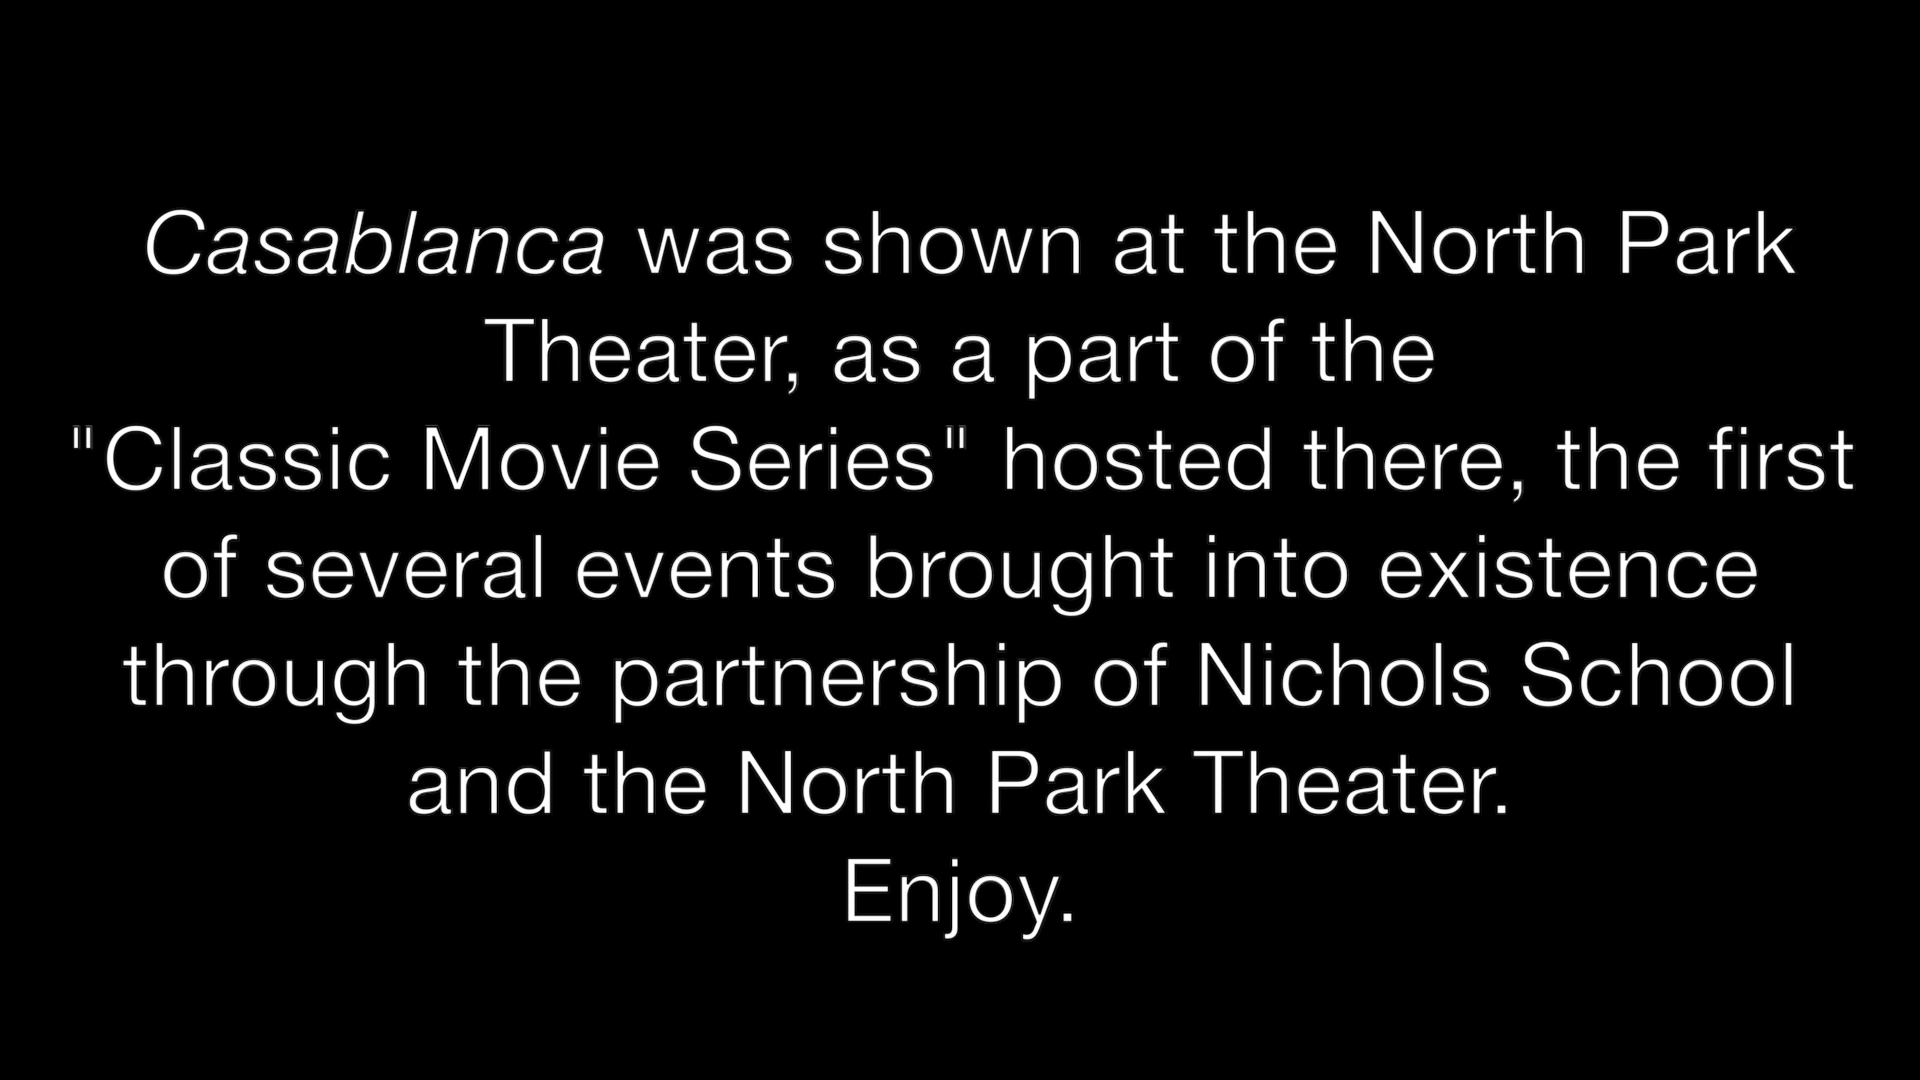 Casablanca was shown at the North Park
Theater, as a part of the
"Classic Movie Series" hosted there, the first
of several events brought into existence
through the partnership of Nichols School
and the North Park Theater.
Enjoy.